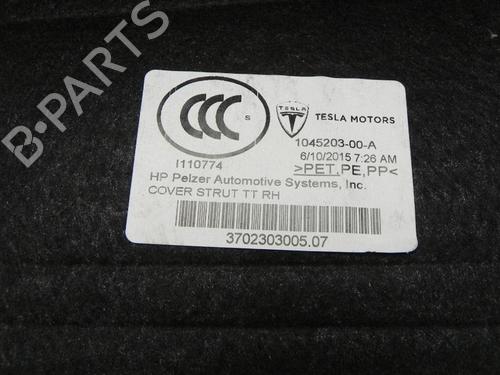 CCC S
TESLA
TESLA MOTORS
1045203-00-A
6/10/2015 7:26 AM
I110774
>PET,PE,PP<
HP Pelzer Automotive Systems, Inc.
COVER STRUT TT RH
3702303005.07
B-PARTS